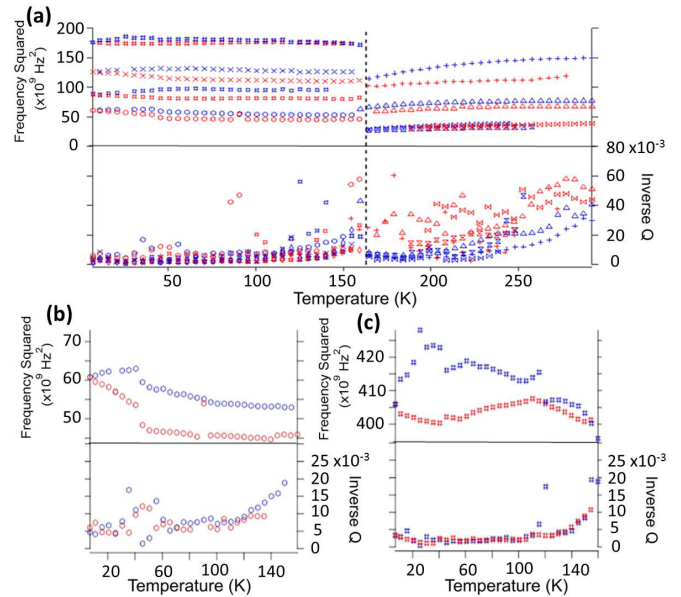 (a)
Frequency Squared
(x10⁹ Hz²)
200
150
100
50
0
80 x10⁻³
60
40
20
0
Inverse Q
50
100
150
200
250
Temperature (K)
(b)
Frequency Squared
(x10⁹ Hz²)
70
60
50
25 x10⁻³
20
15
10
5
0
Inverse Q
20
60
100
140
Temperature (K)
(c)
Frequency Squared
(x10⁹ Hz²)
420
410
400
25 x10⁻³
20
15
10
5
0
Inverse Q
20
60
100
140
Temperature (K)